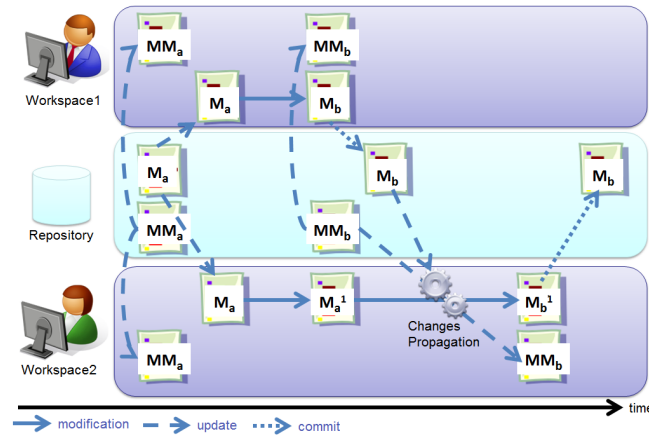 MMa
MMb
Ma
Mb
Workspace1
Ma
Mb
Mb
MMa
MMb
Repository
Ma
Ma1
Mb1
Changes
Propagation
MMa
MMb
Workspace2
time
modification
update
commit